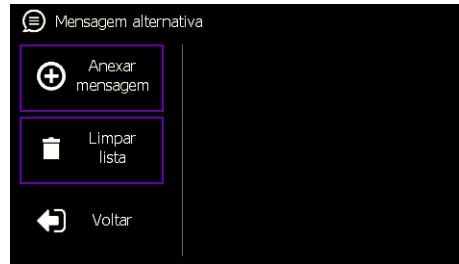 Mensagem alternativa
Anexar
mensagem
Limpar
lista
Voltar